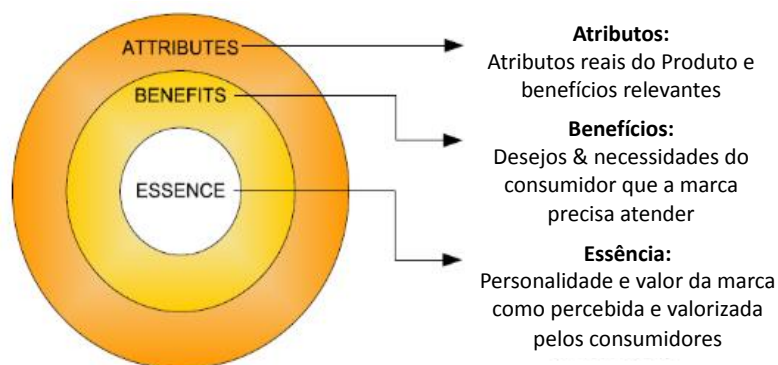 ATTRIBUTES
BENEFITS
ESSENCE
Atributos:
Atributos reais do Produto e
benefícios relevantes
Benefícios:
Desejos & necessidades do
consumidor que a marca
precisa atender
Essência:
Personalidade e valor da marca
como percebida e valorizada
pelos consumidores